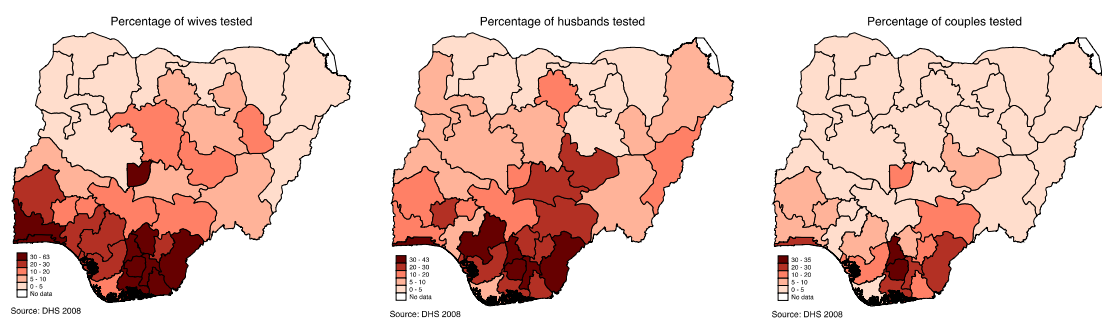 Percentage of wives tested
30 - 63
20 - 30
10 - 20
5 - 10
0 - 5
No data
Source: DHS 2008
Percentage of husbands tested
30 - 43
20 - 30
10 - 20
5 - 10
0 - 5
No data
Source: DHS 2008
Percentage of couples tested
30 - 35
20 - 30
10 - 20
5 - 10
0 - 5
No data
Source: DHS 2008